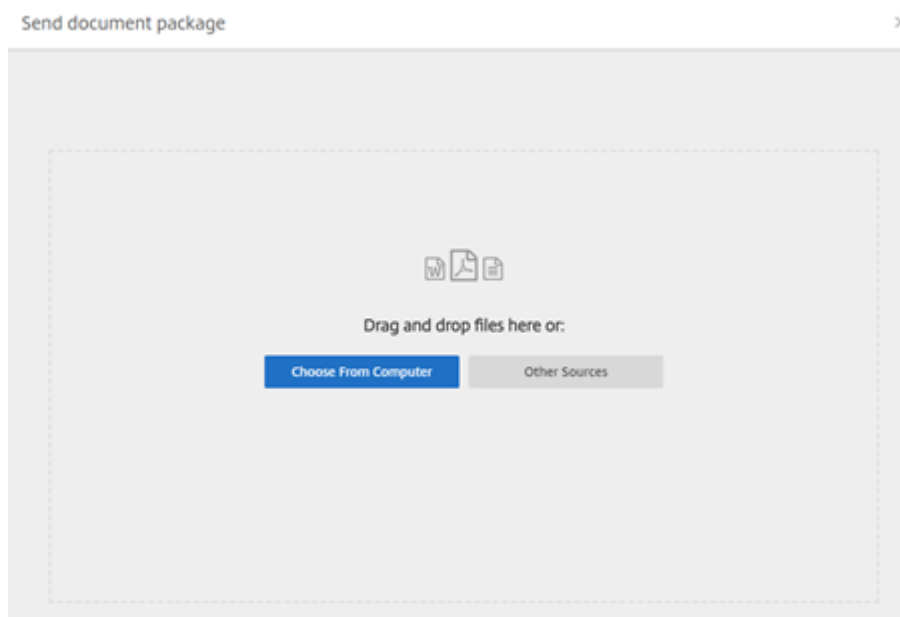 Send document package
Drag and drop files here or:
Choose From Computer
Other Sources